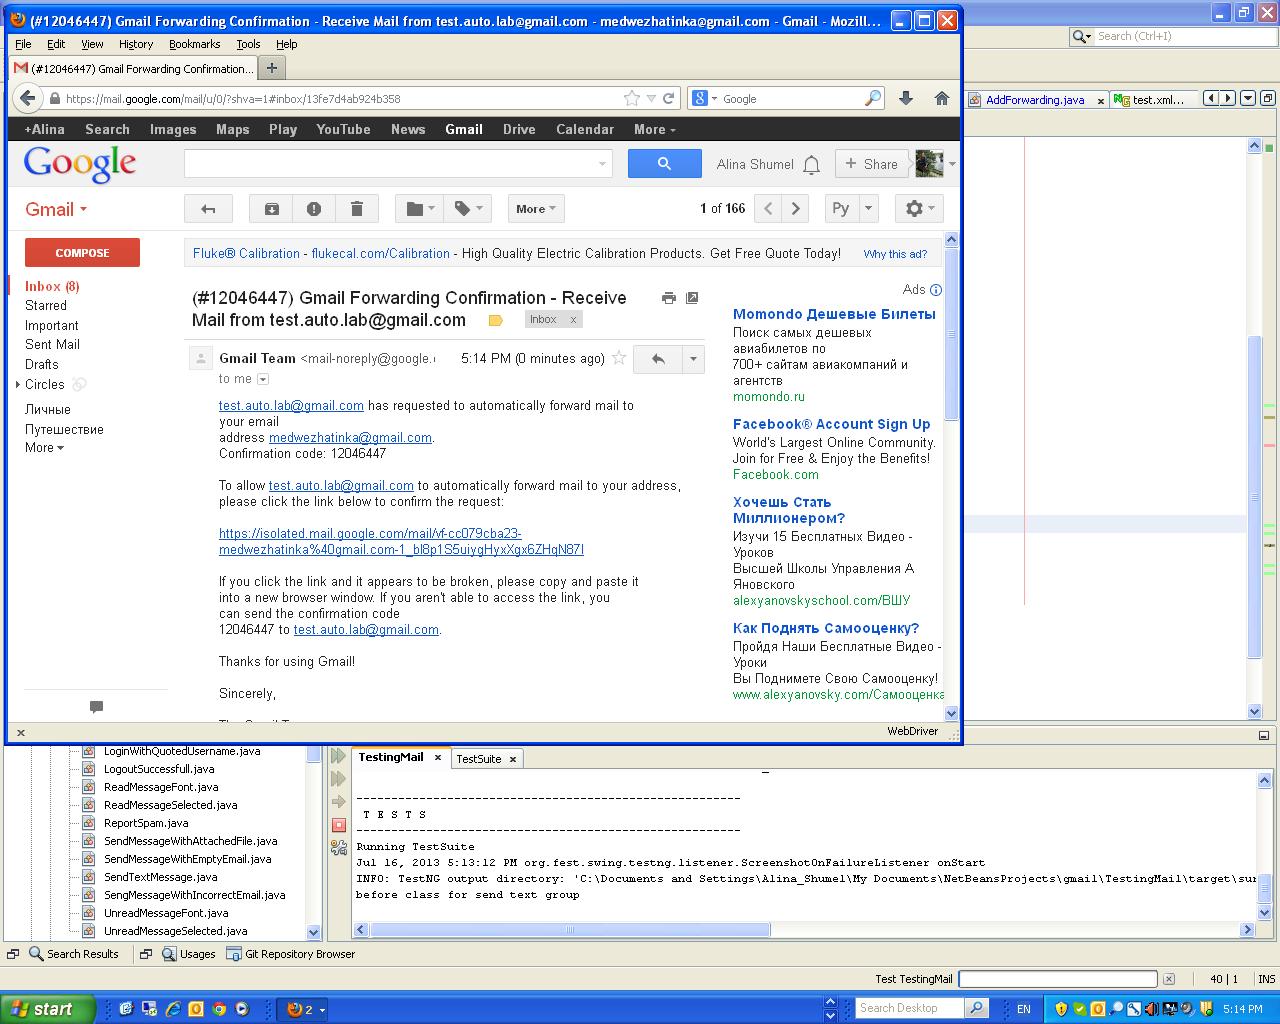 (#12046447) Gmail Forwarding Confirmation - Receive Mail from test.auto.lab@gmail.com - medwezhatinka@gmail.com - Gmail - Mozill...
File Edit View History Bookmarks Tools Help
(#12046447) Gmail Forwarding Confirmation... +
https://mail.google.com/mail/u/0/?shva=1#inbox/13fe7d4ab924b358
Google
Search (Ctrl+I)
AddForwarding.java x test.xml...
+Alina Search Images Maps Play YouTube News Gmail Drive Calendar More
Google
Alina Shumel + Share
Gmail
More
1 of 166
Ру
COMPOSE
Inbox (8)
Starred
Important
Sent Mail
Drafts
Circles
Личные
Путешествие
More
Fluke® Calibration - flukecal.com/Calibration - High Quality Electric Calibration Products. Get Free Quote Today! Why this ad?
(#12046447) Gmail Forwarding Confirmation - Receive
Mail from test.auto.lab@gmail.com Inbox x
Gmail Team <mail-noreply@google.c 5:14 PM (0 minutes ago)
to me
test.auto.lab@gmail.com has requested to automatically forward mail to
your email
address medwezhatinka@gmail.com.
Confirmation code: 12046447
To allow test.auto.lab@gmail.com to automatically forward mail to your address,
please click the link below to confirm the request:
https://isolated.mail.google.com/mail/vf-cc079cba23-
medwezhatinka%40gmail.com-1_bI8p1S5uiygHyxXgx6ZHqN87I
If you click the link and it appears to be broken, please copy and paste it
into a new browser window. If you aren't able to access the link, you
can send the confirmation code
12046447 to test.auto.lab@gmail.com.
Thanks for using Gmail!
Sincerely,
Ads
Momondo Дешевые Билеты
Поиск самых дешевых
авиабилетов по
700+ сайтам авиакомпаний и
агентств
momondo.ru
Facebook® Account Sign Up
World's Largest Online Community.
Join for Free & Enjoy the Benefits!
Facebook.com
Хочешь Стать
Миллионером?
Изучи 15 Бесплатных Видео -
Уроков
Высшей Школы Управления А
Яновского
alexyanovskyschool.com/ВШУ
Как Поднять Самооценку?
Пройдя Наши Бесплатные Видео -
Уроки
Вы Поднимете Свою Самооценку!
www.alexyanovsky.com/Самооценка
x WebDriver
LoginWithQuotedUsername.java
LogoutSuccessfull.java
ReadMessageFont.java
ReadMessageSelected.java
ReportSpam.java
SendMessageWithAttachedFile.java
SendMessageWithEmptyEmail.java
SendTextMessage.java
SengMessageWithIncorrectEmail.java
UnreadMessageFont.java
UnreadMessageSelected.java
TestingMail x TestSuite x
-------------------------------------------------------
T E S T S
-------------------------------------------------------
Running TestSuite
Jul 16, 2013 5:13:12 PM org.fest.swing.testng.listener.ScreenshotOnFailureListener onStart
INFO: TestNG output directory: 'C:\Documents and Settings\Alina_Shumel\My Documents\NetBeansProjects\gmail\TestingMail\target\sur
before class for send text group
Search Results Usages Git Repository Browser
Test TestingMail 40 | 1 INS
start 2 Search Desktop EN 5:14 PM